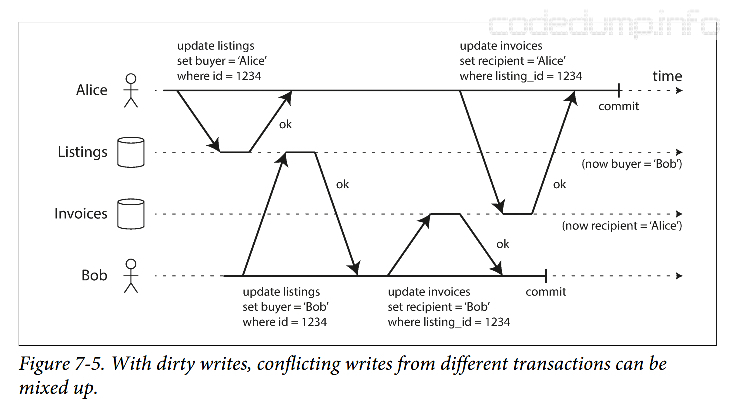 codedump.info
update listings
set buyer = ‘Alice’
where id = 1234
update invoices
set recipient = ‘Alice’
where listing_id = 1234
time
Alice
ok
commit
Listings
ok
ok
(now buyer = ‘Bob’)
Invoices
ok
(now recipient = ‘Alice’)
Bob
update listings
set buyer = ‘Bob’
where id = 1234
update invoices
set recipient = ‘Bob’
where listing_id = 1234
commit
Figure 7-5. With dirty writes, conflicting writes from different transactions can be
mixed up.